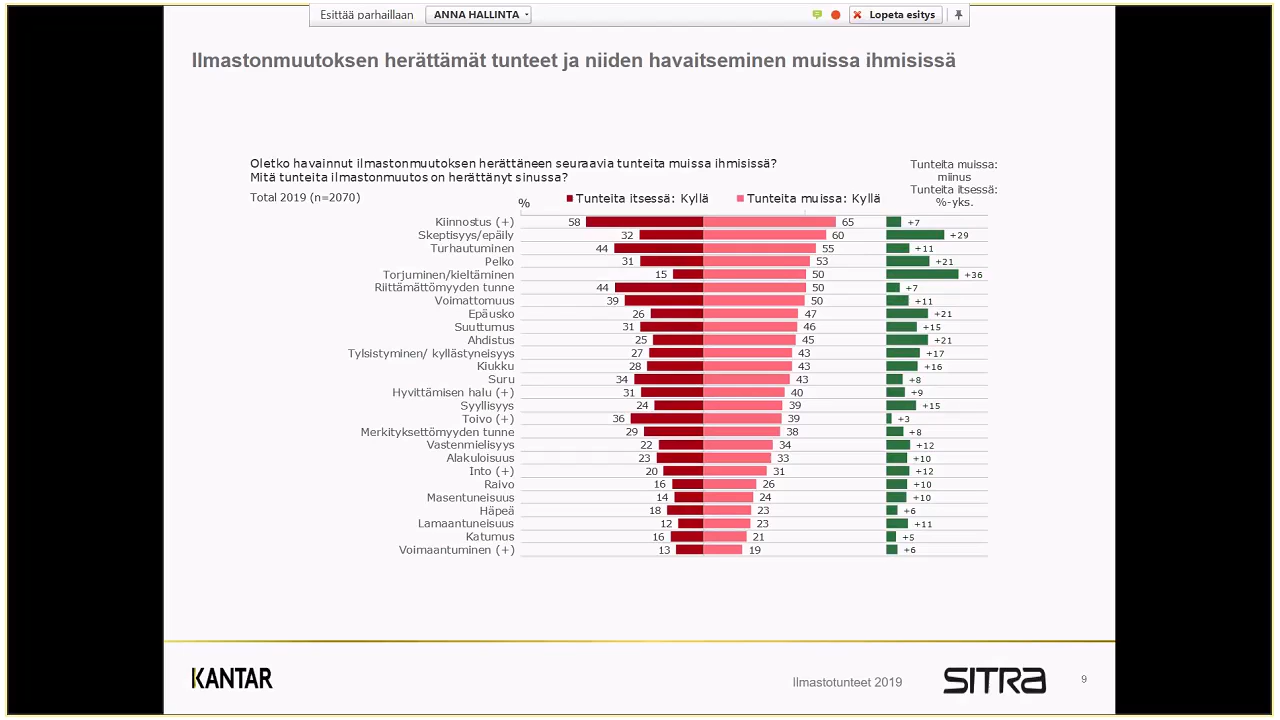 Esittää parhaillaan ANNA HALLINTA Lopeta esitys
Ilmastonmuutoksen herättämät tunteet ja niiden havaitseminen muissa ihmisissä
Oletko havainnut ilmastonmuutoksen herättäneen seuraavia tunteita muissa ihmisissä?
Mitä tunteita ilmastonmuutos on herättänyt sinussa?
Total 2019 (n=2070)
% Tunteita itsessä: Kyllä Tunteita muissa: Kyllä
Tunteita muissa:
miinus
Tunteita itsessä:
%-yks.
Kiinnostus (+) 58 65 +7
Skeptisyys/epäily 32 60 +29
Turhautuminen 44 55 +11
Pelko 31 53 +21
Torjuminen/kieltäminen 15 50 +36
Riittämättömyyden tunne 44 50 +7
Voimattomuus 39 50 +11
Epäusko 26 47 +21
Suuttumus 31 46 +15
Ahdistus 25 45 +21
Tylsistyminen/ kyllästyneisyys 27 43 +17
Kiukku 28 43 +16
Suru 34 43 +8
Hyvittämisen halu (+) 31 40 +9
Syyllisyys 24 39 +15
Toivo (+) 36 39 +3
Merkityksettömyyden tunne 29 38 +8
Vastenmielisyys 22 34 +12
Alakuloisuus 23 33 +10
Into (+) 20 31 +12
Raivo 16 26 +10
Masentuneisuus 14 24 +10
Häpeä 18 23 +6
Lamaantuneisuus 12 23 +11
Katumus 16 21 +5
Voimaantuminen (+) 13 19 +6
KANTAR
Ilmastotunteet 2019
SITRA
9